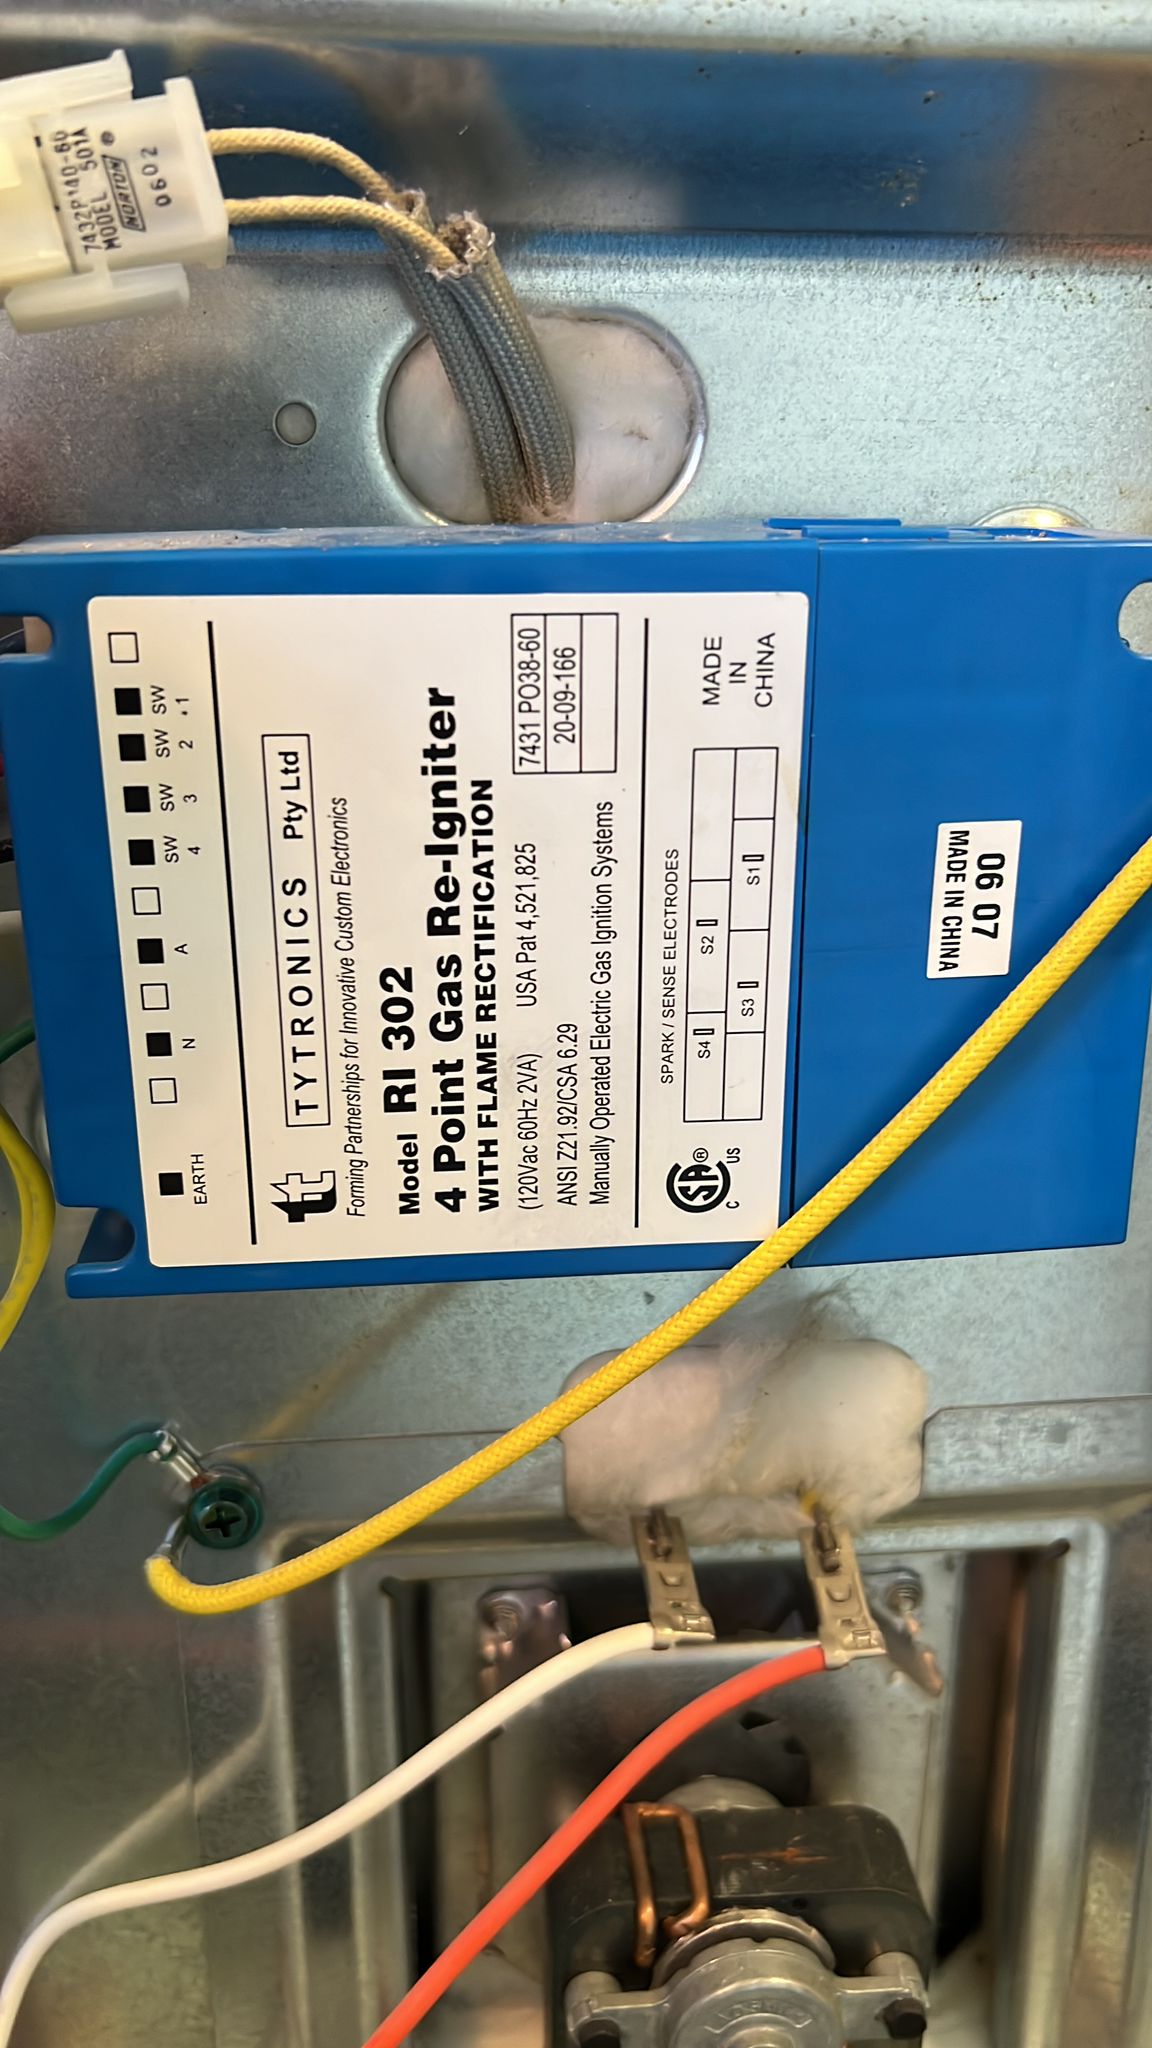 7432P140-60
MODEL 501A
NORTON ®
0602
SW SW SW SW
4 3 2 1
A
N
EARTH
tt TYTRONICS Pty Ltd
Forming Partnerships for Innovative Custom Electronics
Model RI 302
4 Point Gas Re-Igniter
WITH FLAME RECTIFICATION
(120Vac 60Hz 2VA) USA Pat 4,521,825
ANSI Z21.92/CSA 6.29
Manually Operated Electric Gas Ignition Systems
7431 PO38-60
20-09-166
SPARK / SENSE ELECTRODES
S4 S2
S3 S1
C SA ® US
MADE
IN
CHINA
06 07
MADE IN CHINA